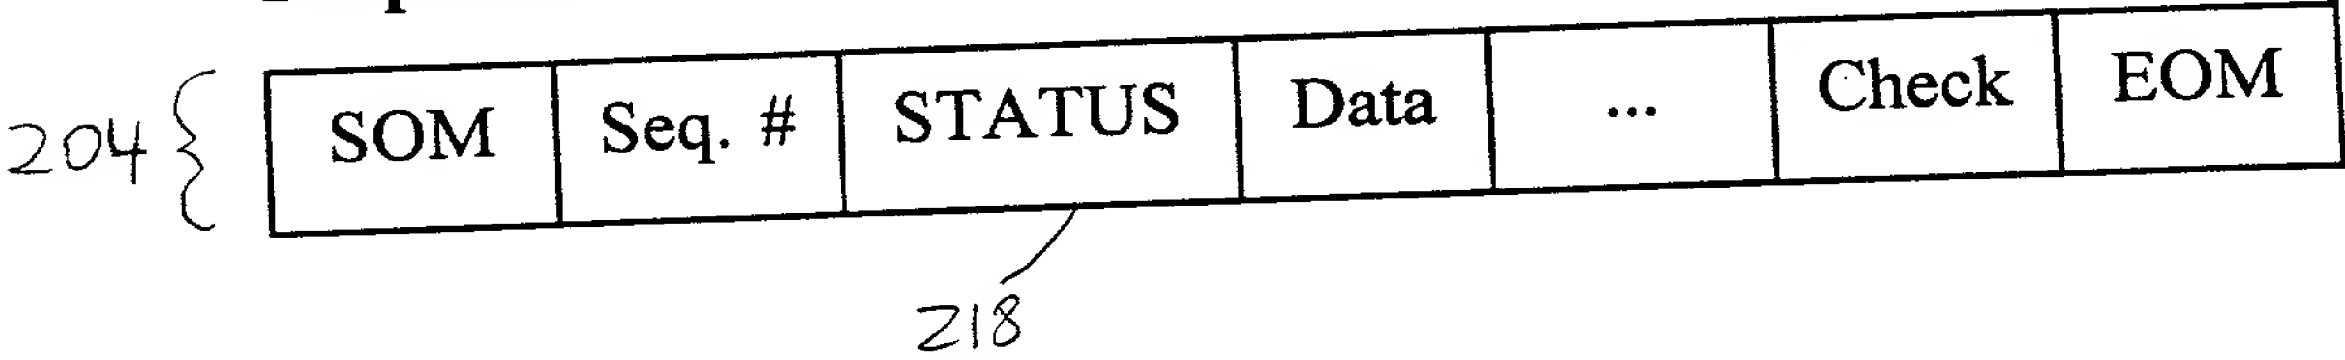 204 { SOM Seq. # STATUS Data ... Check EOM
218